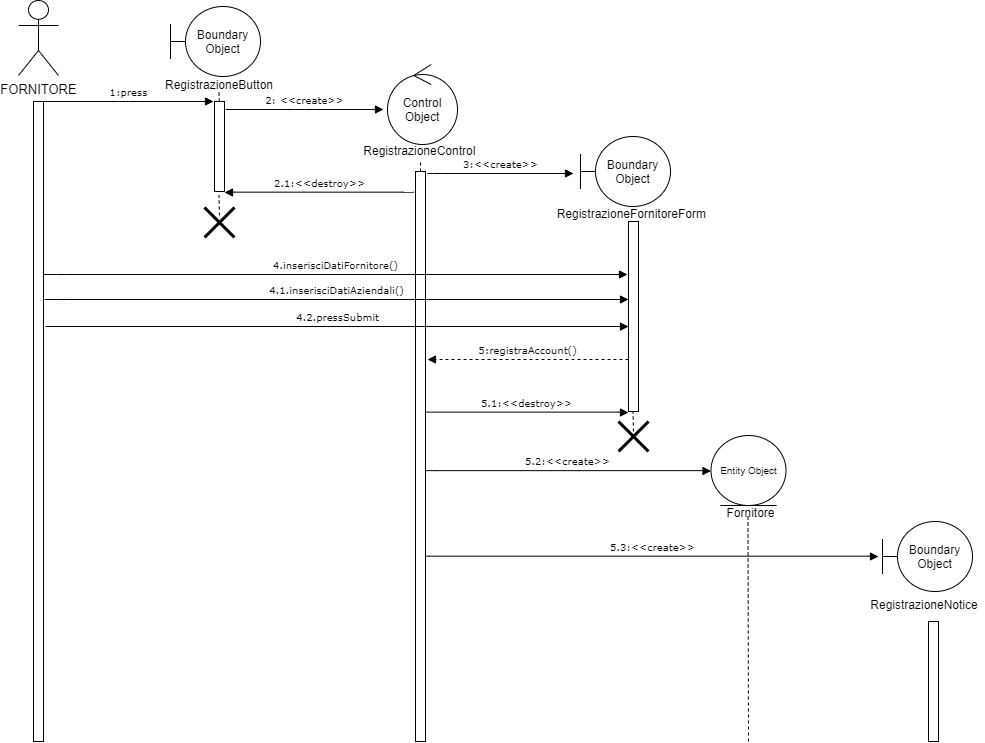 Boundary
Object
FORNITORE
RegistrazioneButton
1:press
2: <<create>>
Control
Object
RegistrazioneControl
3:<<create>>
Boundary
Object
2.1:<<destroy>>
RegistrazioneFornitoreForm
4.inserisciDatiFornitore()
4.1.inserisciDatiAziendali()
4.2.pressSubmit
5:registraAccount()
5.1:<<destroy>>
5.2:<<create>>
Entity Object
Fornitore
5.3:<<create>>
Boundary
Object
RegistrazioneNotice